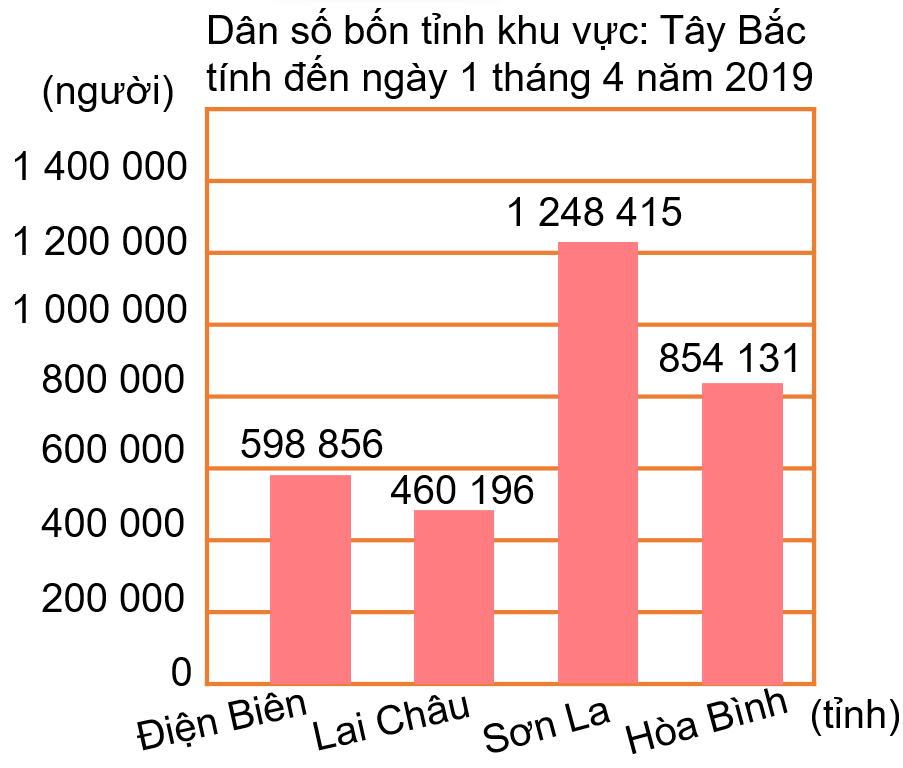 Dân số bốn tỉnh khu vực: Tây Bắc
tính đến ngày 1 tháng 4 năm 2019
(người)
1 400 000
1 200 000
1 000 000
800 000
600 000
400 000
200 000
0
598 856
460 196
1 248 415
854 131
Điện Biên
Lai Châu
Sơn La
Hòa Bình
(tỉnh)